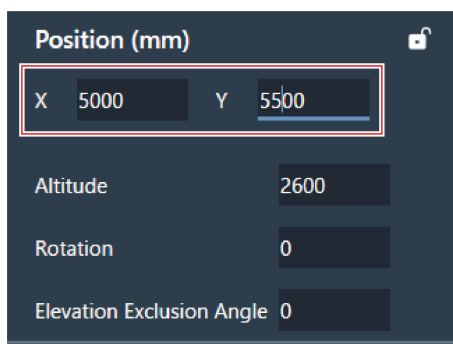 Position (mm)
X 5000 Y 5500
Altitude 2600
Rotation 0
Elevation Exclusion Angle 0